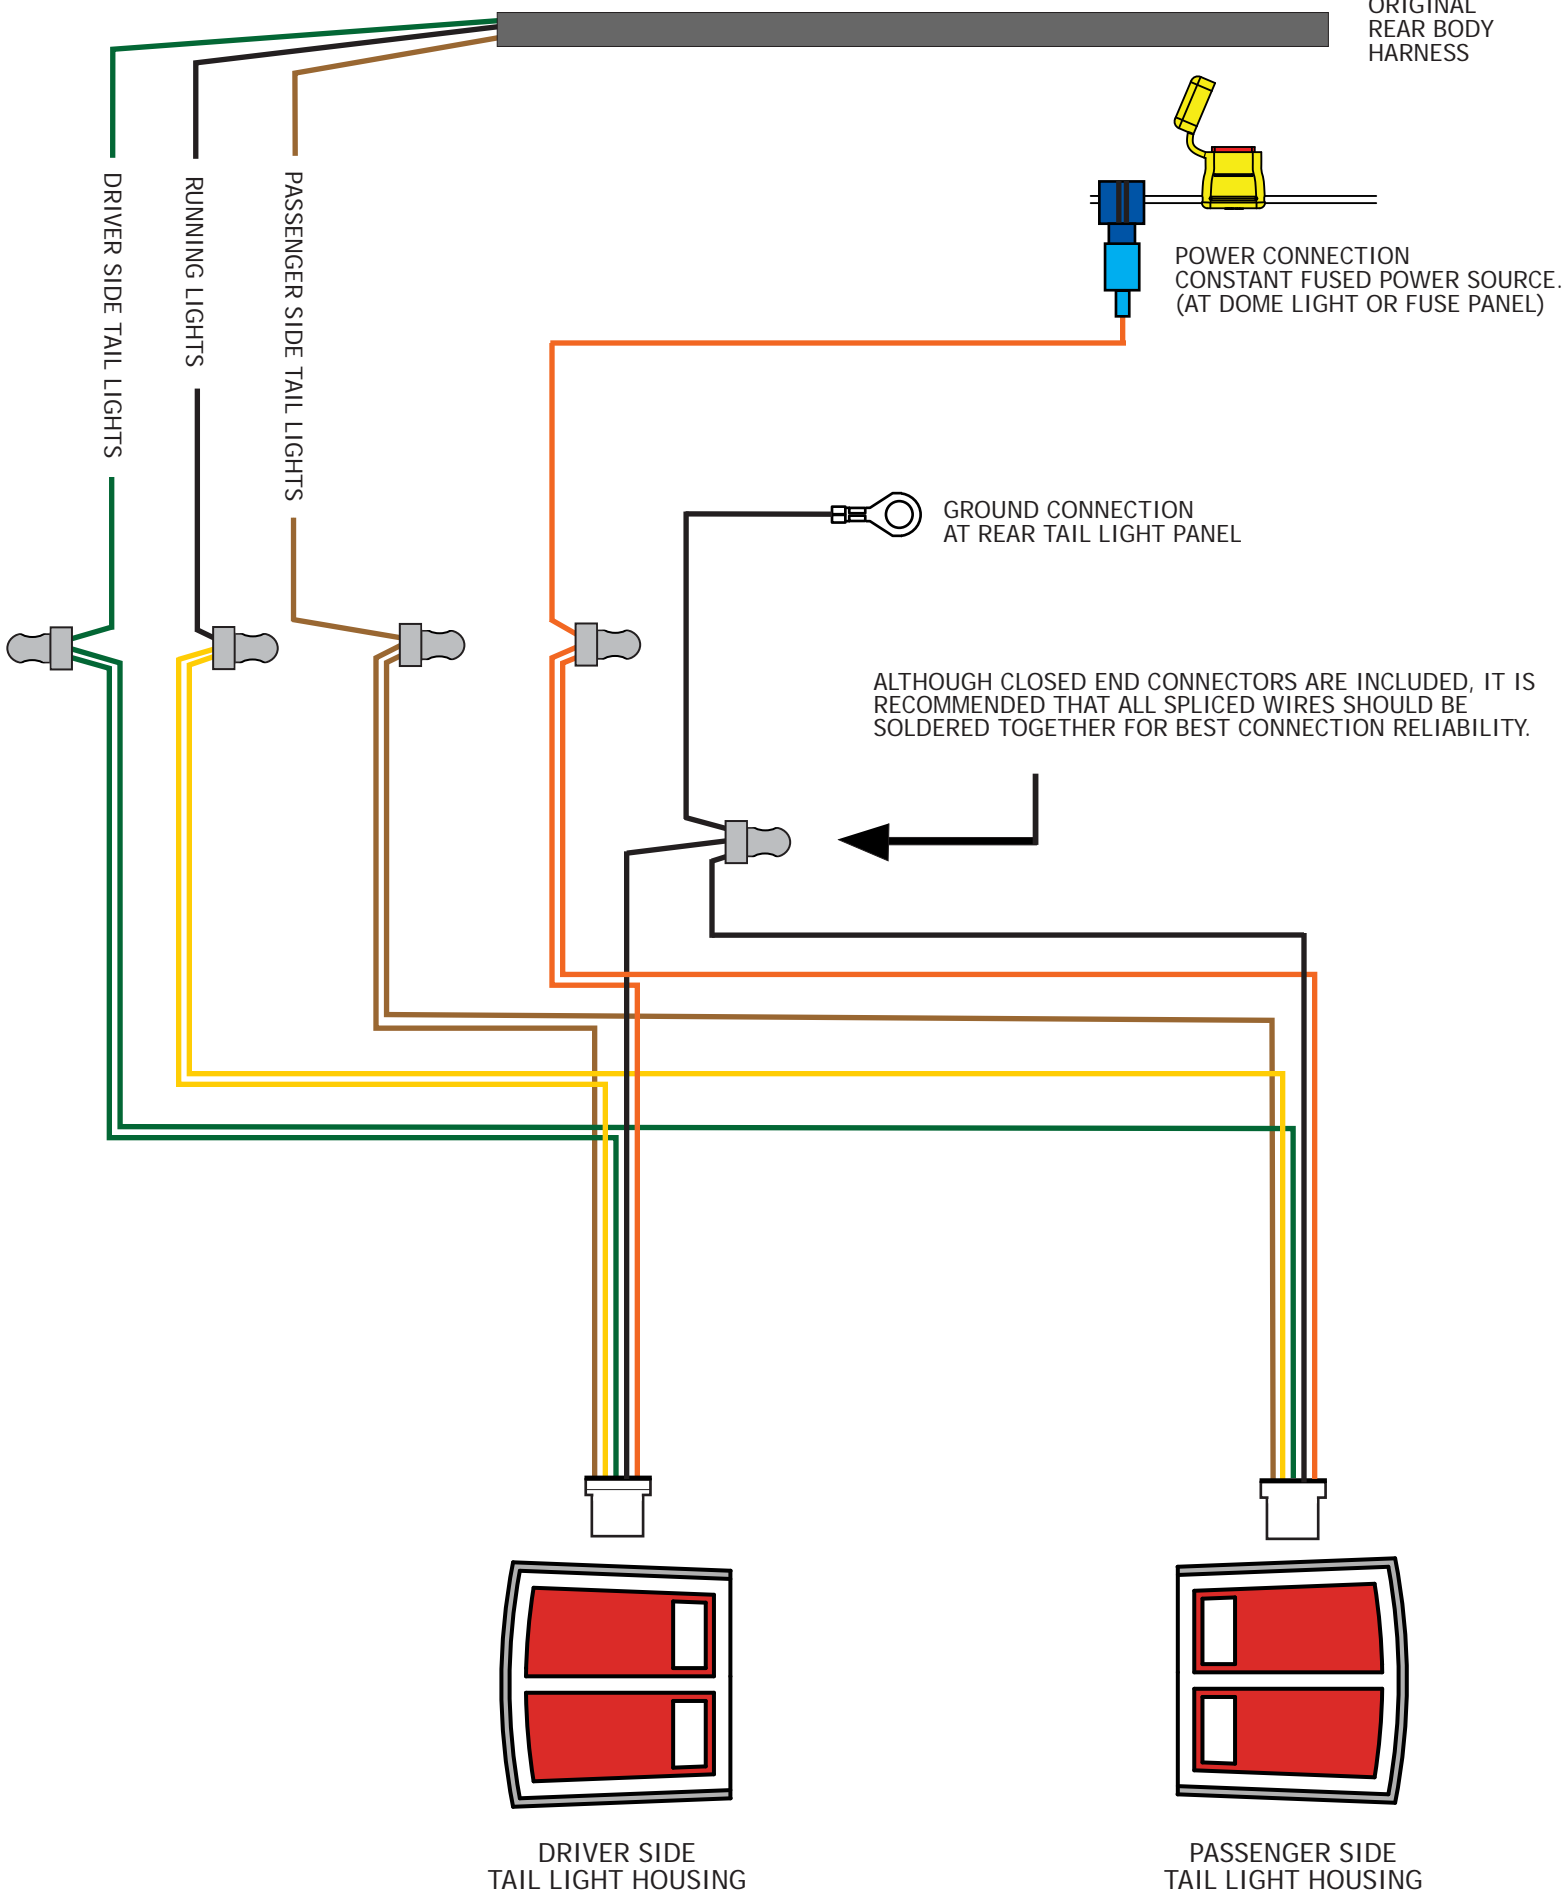 ORIGINAL
REAR BODY
HARNESS
DRIVER SIDE TAIL LIGHTS
RUNNING LIGHTS
PASSENGER SIDE TAIL LIGHTS
POWER CONNECTION
CONSTANT FUSED POWER SOURCE.
(AT DOME LIGHT OR FUSE PANEL)
GROUND CONNECTION
AT REAR TAIL LIGHT PANEL
ALTHOUGH CLOSED END CONNECTORS ARE INCLUDED, IT IS
RECOMMENDED THAT ALL SPLICED WIRES SHOULD BE
SOLDERED TOGETHER FOR BEST CONNECTION RELIABILITY.
DRIVER SIDE
TAIL LIGHT HOUSING
PASSENGER SIDE
TAIL LIGHT HOUSING